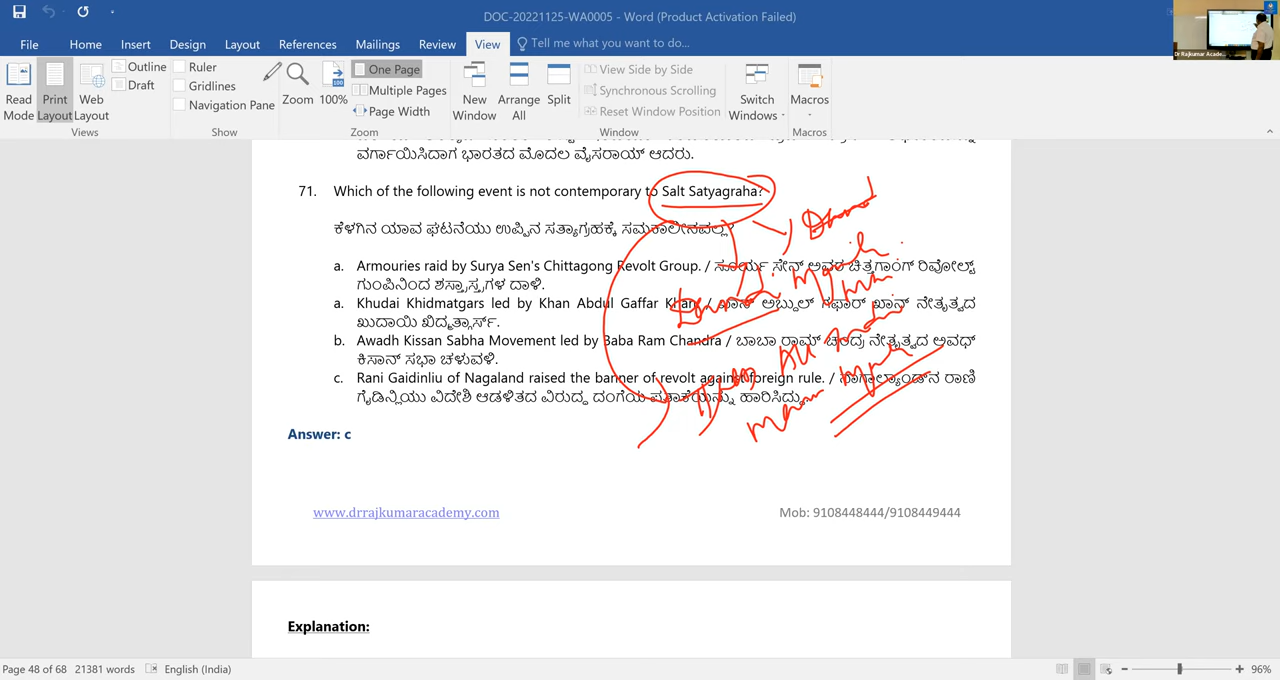 DOC-20221125-WA0005 - Word (Product Activation Failed)
File Home Insert Design Layout References Mailings Review View Tell me what you want to do...
Read Mode
Print Layout
Web Layout
Outline
Draft
Views
Ruler
Gridlines
Navigation Pane
Show
Zoom
100%
One Page
Multiple Pages
Page Width
Zoom
New Window
Arrange All
Split
View Side by Side
Synchronous Scrolling
Reset Window Position
Window
Switch Windows
Macros
Macros
Dr Rajkumar Acade...
ವರ್ಗಾಯಿಸಿದಾಗ ಭಾರತದ ಮೊದಲ ವೈಸರಾಯ್ ಆದರು.
71. Which of the following event is not contemporary to Salt Satyagraha?
ಕೆಳಗಿನ ಯಾವ ಘಟನೆಯು ಉಪ್ಪಿನ ಸತ್ಯಾಗ್ರಹಕ್ಕೆ ಸಮಕಾಲೀನವಲ್ಲ?
a. Armouries raid by Surya Sen's Chittagong Revolt Group. / ಸೂರ್ಯ ಸೇನ್ ಅವರ ಚಿತ್ತಗಾಂಗ್ ರಿವೋಲ್ಟ್
ಗುಂಪಿನಿಂದ ಶಸ್ತ್ರಾಸ್ತ್ರಗಳ ದಾಳಿ.
a. Khudai Khidmatgars led by Khan Abdul Gaffar Khan / ಖಾನ್ ಅಬ್ದುಲ್ ಗಫಾರ್ ಖಾನ್ ನೇತೃತ್ವದ
ಖುದಾಯಿ ಖಿದ್ಮತ್ಗಾರ್ಸ್.
b. Awadh Kissan Sabha Movement led by Baba Ram Chandra / ಬಾಬಾ ರಾಮ್ ಚಂದ್ರ ನೇತೃತ್ವದ ಅವಧ್
ಕಿಸಾನ್ ಸಭಾ ಚಳುವಳಿ.
c. Rani Gaidinliu of Nagaland raised the banner of revolt against foreign rule. / ನಾಗಾಲ್ಯಾಂಡ್‌ನ ರಾಣಿ
ಗೈಡಿನ್ಲಿಯು ವಿದೇಶಿ ಆಡಳಿತದ ವಿರುದ್ಧ ದಂಗೆಯ ಪತಾಕೆಯನ್ನು ಹಾರಿಸಿದ್ದು.
Answer: c
www.drrajkumaracademy.com Mob: 9108448444/9108449444
Explanation:
Page 48 of 68 21381 words English (India) 96%